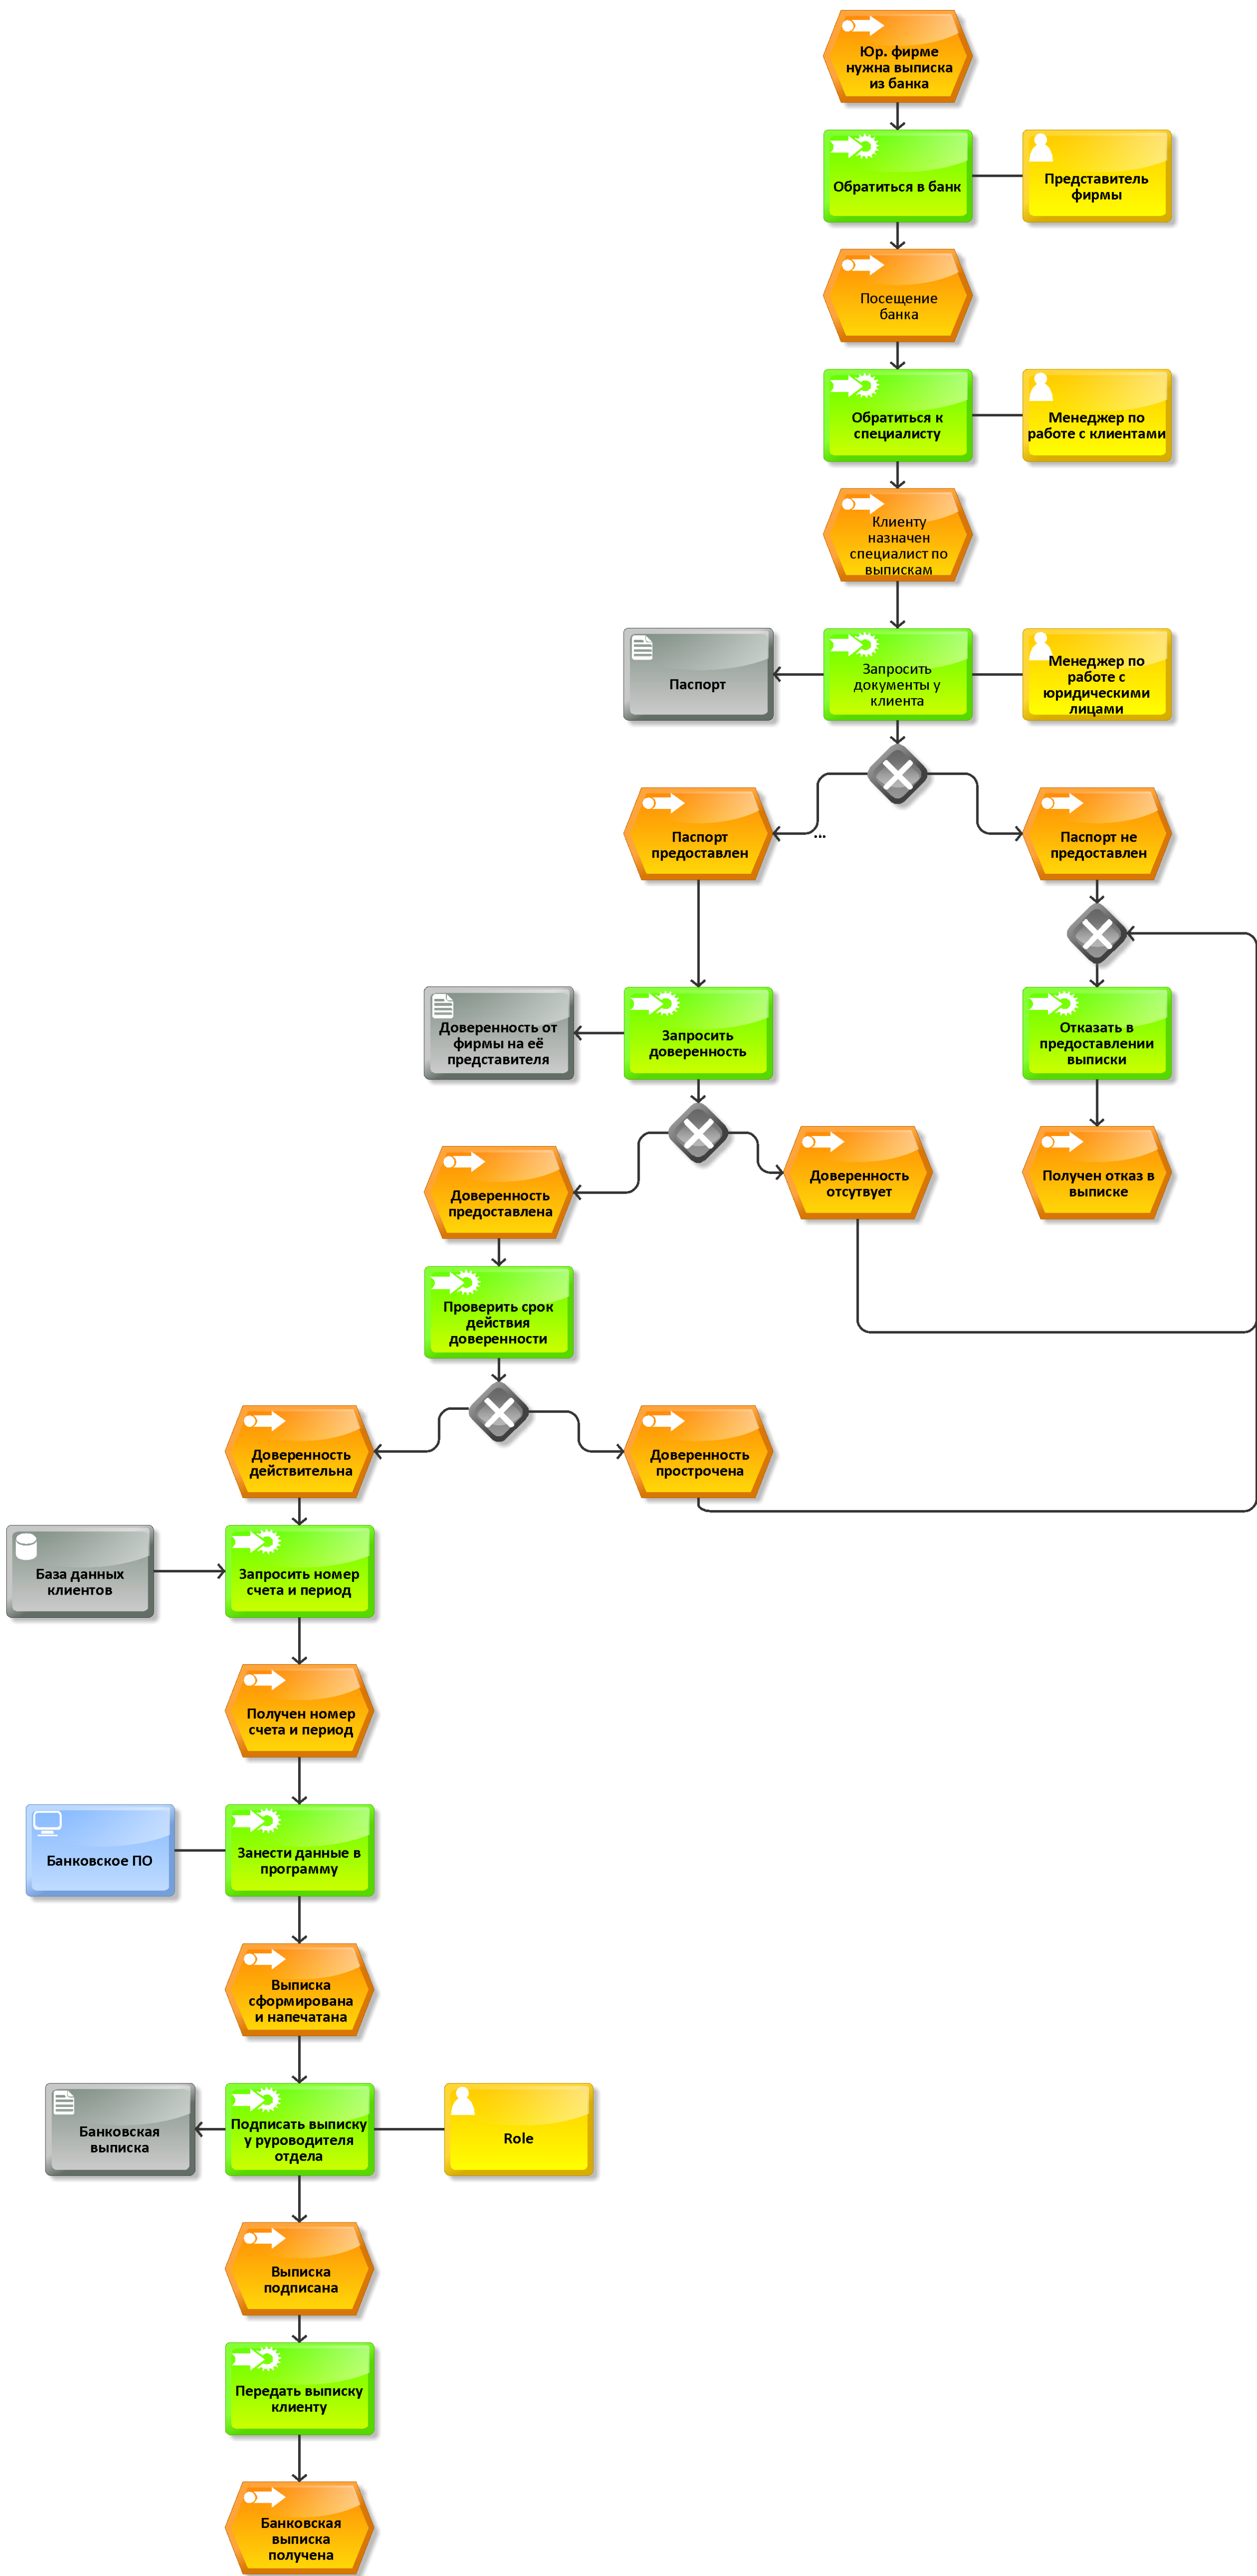 Юр. фирме
нужна выписка
из банка
Обратиться в банк
Представитель
фирмы
Посещение
банка
Обратиться к
специалисту
Менеджер по
работе с клиентами
Клиенту
назначен
специалист по
выпискам
Паспорт
Запросить
документы у
клиента
Менеджер по
работе с
юридическими
лицами
Паспорт
предоставлен
...
Паспорт не
предоставлен
Доверенность от
фирмы на её
представителя
Запросить
доверенность
Отказать в
предоставлении
выписки
Доверенность
предоставлена
Доверенность
отсутвует
Получен отказ в
выписке
Проверить срок
действия
доверенности
Доверенность
действительна
Доверенность
прострочена
База данных
клиентов
Запросить номер
счета и период
Получен номер
счета и период
Банковское ПО
Занести данные в
программу
Выписка
сформирована
и напечатана
Банковская
выписка
Подписать выписку
у руроводителя
отдела
Role
Выписка
подписана
Передать выписку
клиенту
Банковская
выписка
получена